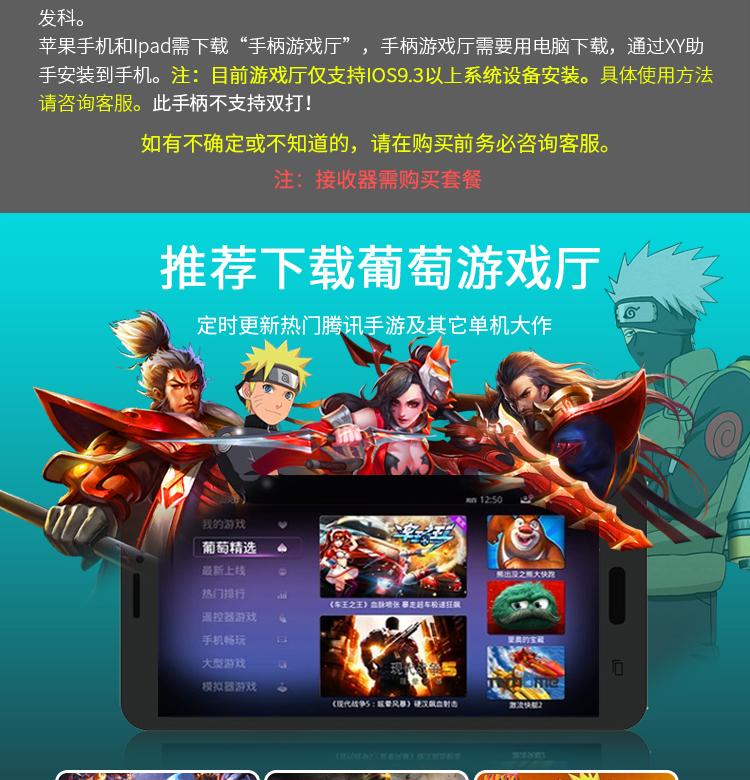 发科。
苹果手机和Ipad需下载“手柄游戏厅”，手柄游戏厅需要用电脑下载，通过XY助
手安装到手机。注：目前游戏厅仅支持IOS9.3以上系统设备安装。具体使用方法
请咨询客服。此手柄不支持双打！
如有不确定或不知道的，请在购买前务必咨询客服。
注：接收器需购买套餐
推荐下载葡萄游戏厅
定时更新热门腾讯手游及其它单机大作
12:50
我的游戏
葡萄精选
最新上线
热门排行
遥控器游戏
手机畅玩
大型游戏
模拟器游戏
车王之王
《车王之王》血脉喷张 暴走超车极速狂飙
现代战争5
《现代战争5：眩晕风暴》硬汉飙血射击
熊出没之熊大快跑
里奥的宝藏
激流快艇2